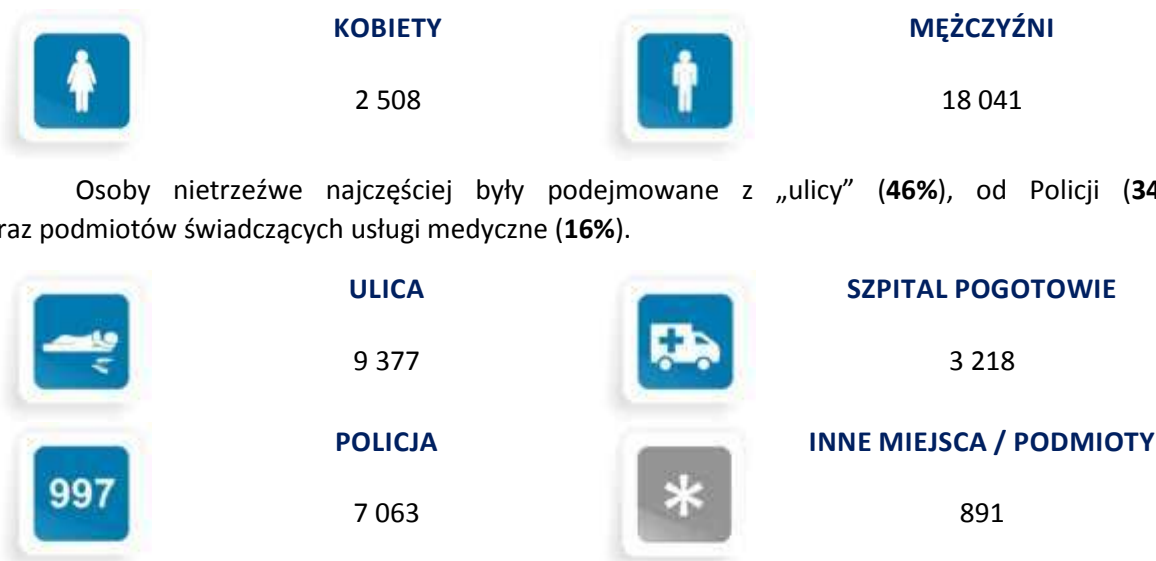 KOBIETY MĘŻCZYŹNI
2 508 18 041
Osoby nietrzeźwe najczęściej były podejmowane z „ulicy” (46%), od Policji (34
raz podmiotów świadczących usługi medyczne (16%).
ULICA SZPITAL POGOTOWIE
9 377 3 218
POLICJA INNE MIEJSCA / PODMIOTY
997 *
7 063 891